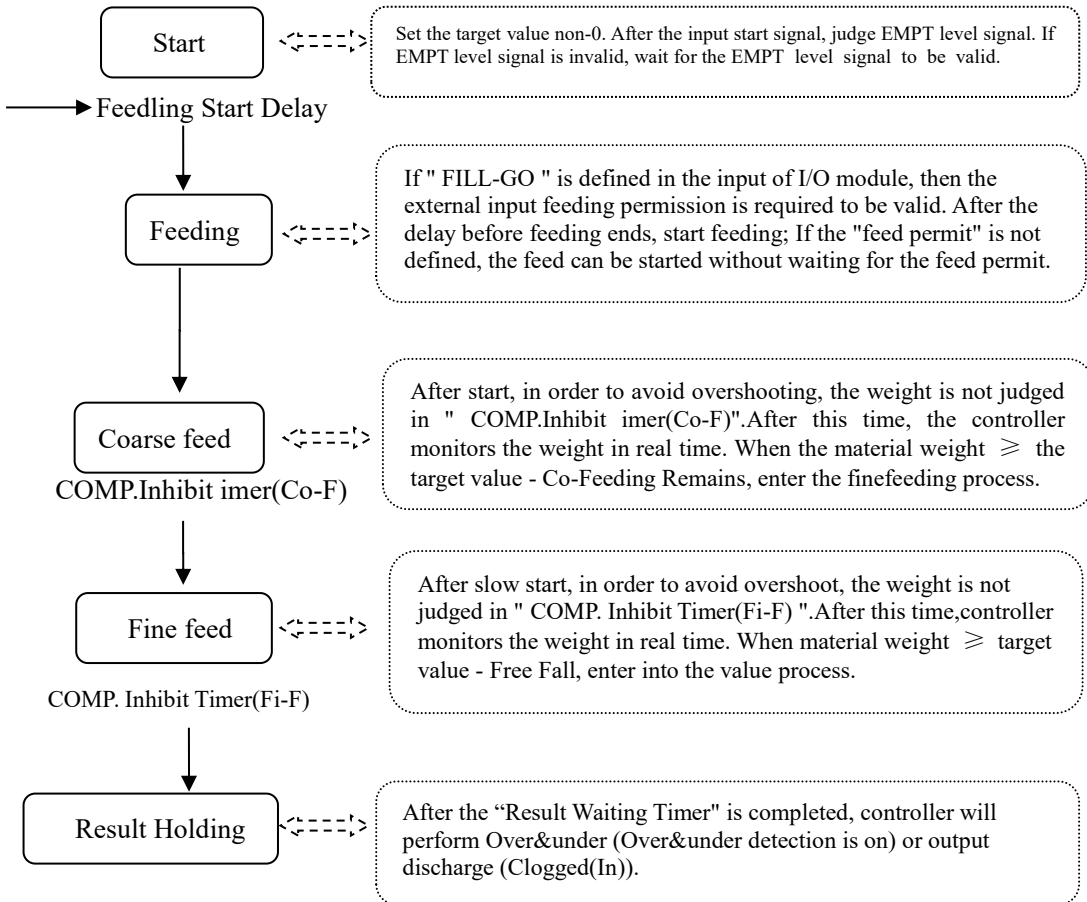 Start
Set the target value non-0. After the input start signal, judge EMPT level signal. If
EMPT level signal is invalid, wait for the EMPT level signal to be valid.
Feedling Start Delay
Feeding
If " FILL-GO " is defined in the input of I/O module, then the
external input feeding permission is required to be valid. After the
delay before feeding ends, start feeding; If the "feed permit" is not
defined, the feed can be started without waiting for the feed permit.
Coarse feed
COMP.Inhibit imer(Co-F)
After start, in order to avoid overshooting, the weight is not judged
in " COMP.Inhibit imer(Co-F)".After this time, the controller
monitors the weight in real time. When the material weight ≥ the
target value - Co-Feeding Remains, enter the finefeeding process.
Fine feed
COMP. Inhibit Timer(Fi-F)
After slow start, in order to avoid overshoot, the weight is not
judged in " COMP. Inhibit Timer(Fi-F) ".After this time,controller
monitors the weight in real time. When material weight ≥ target
value - Free Fall, enter into the value process.
Result Holding
After the “Result Waiting Timer" is completed, controller will
perform Over&under (Over&under detection is on) or output
discharge (Clogged(In)).